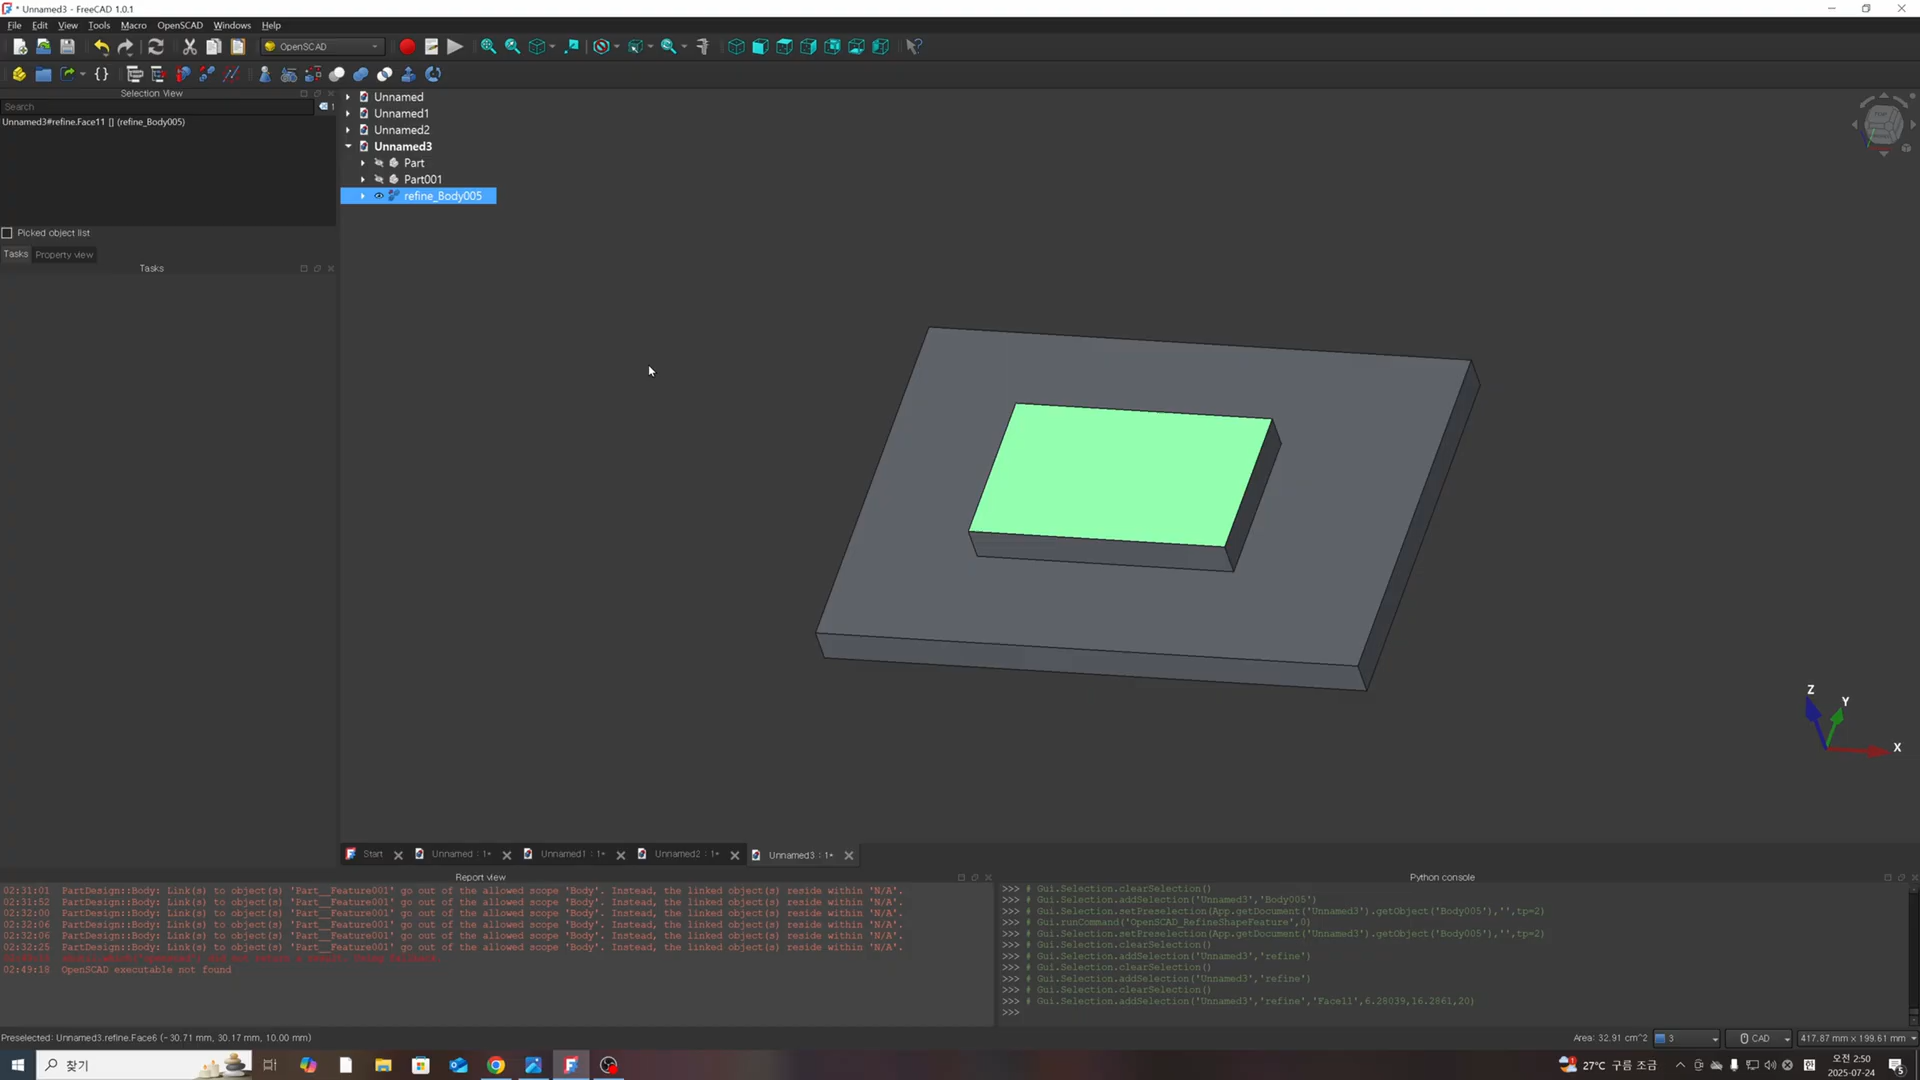 * Unnamed3 - FreeCAD 1.0.1
File Edit View Tools Macro OpenSCAD Windows Help
OpenSCAD
Selection View
Search
1
Unnamed3#refine.Face11 [] (refine_Body005)
Picked object list
Tasks Property view
Tasks
Unnamed
Unnamed1
Unnamed2
Unnamed3
Part
Part001
refine_Body005
Z
Y
X
Start
Unnamed : 1*
Unnamed1 : 1*
Unnamed2 : 1*
Unnamed3 : 1*
Report view
02:31:01 PartDesign::Body: Link(s) to object(s) 'Part__Feature001' go out of the allowed scope 'Body'. Instead, the linked object(s) reside within 'N/A'.
02:31:52 PartDesign::Body: Link(s) to object(s) 'Part__Feature001' go out of the allowed scope 'Body'. Instead, the linked object(s) reside within 'N/A'.
02:32:00 PartDesign::Body: Link(s) to object(s) 'Part__Feature001' go out of the allowed scope 'Body'. Instead, the linked object(s) reside within 'N/A'.
02:32:06 PartDesign::Body: Link(s) to object(s) 'Part__Feature001' go out of the allowed scope 'Body'. Instead, the linked object(s) reside within 'N/A'.
02:32:06 PartDesign::Body: Link(s) to object(s) 'Part__Feature001' go out of the allowed scope 'Body'. Instead, the linked object(s) reside within 'N/A'.
02:32:25 PartDesign::Body: Link(s) to object(s) 'Part__Feature001' go out of the allowed scope 'Body'. Instead, the linked object(s) reside within 'N/A'.
02:49:18 OpenSCAD executable not found
Python console
>>> # Gui.Selection.clearSelection()
>>> # Gui.Selection.addSelection('Unnamed3','Body005')
>>> # Gui.Selection.setPreselection(App.getDocument('Unnamed3').getObject('Body005'),'',tp=2)
>>> # Gui.runCommand('OpenSCAD_RefineShapeFeature',0)
>>> # Gui.Selection.setPreselection(App.getDocument('Unnamed3').getObject('Body005'),'',tp=2)
>>> # Gui.Selection.clearSelection()
>>> # Gui.Selection.addSelection('Unnamed3','refine')
>>> # Gui.Selection.clearSelection()
>>> # Gui.Selection.addSelection('Unnamed3','refine')
>>> # Gui.Selection.clearSelection()
>>> # Gui.Selection.addSelection('Unnamed3','refine','Face11',6.28039,16.2861,20)
>>>
Preselected: Unnamed3.refine.Face6 (-30.71 mm, 30.17 mm, 10.00 mm)
Area: 32.91 cm^2
3
CAD
417.87 mm × 199.61 mm
찾기
27°C 구름 조금
오전 2:50
2025-07-24